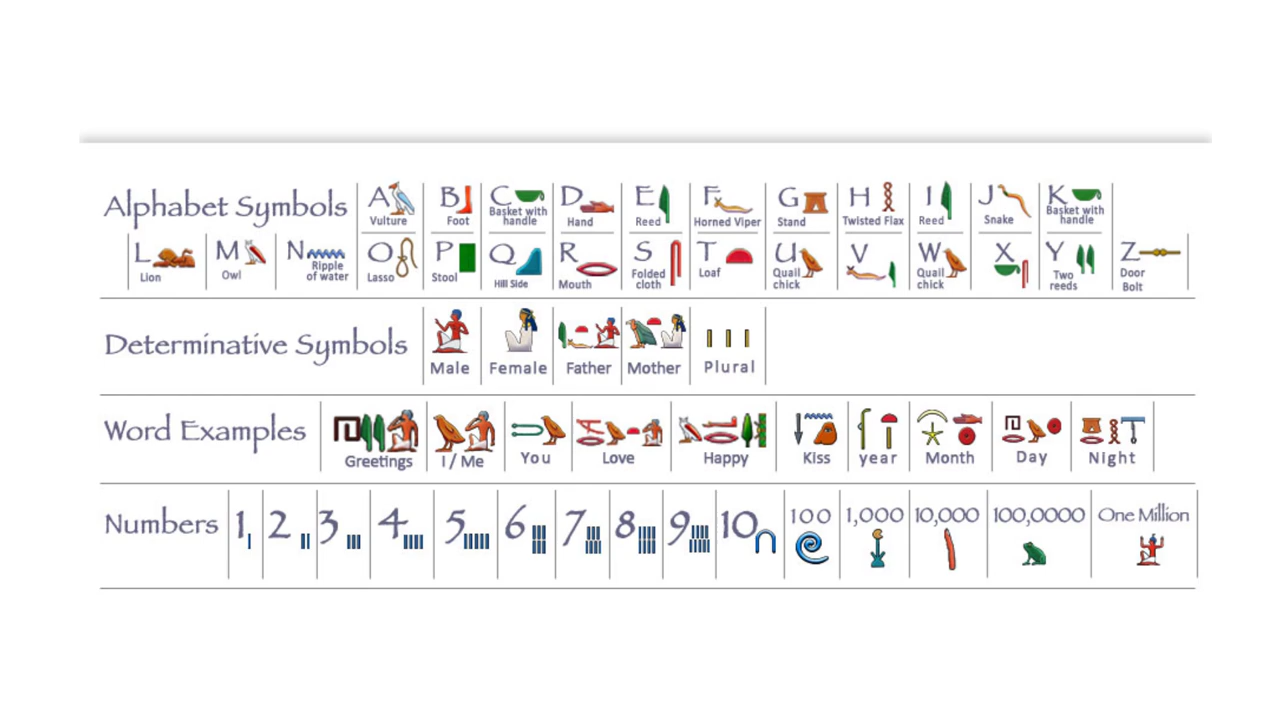 Alphabet Symbols A Vulture B Foot C Basket with handle D Hand E Reed F Horned Viper G Stand H Twisted Flax I Reed J Snake K Basket with handle
L Lion M Owl N Ripple of water O Lasso P Stool Q Hill Side R Mouth S Folded cloth T Loaf U Quail chick V W Quail chick X Y Two reeds Z Door Bolt
Determinative Symbols Male Female Father Mother Plural
Word Examples Greetings I / Me You Love Happy Kiss year Month Day Night
Numbers 1 2 3 4 5 6 7 8 9 10 100 1,000 10,000 100,0000 One Million